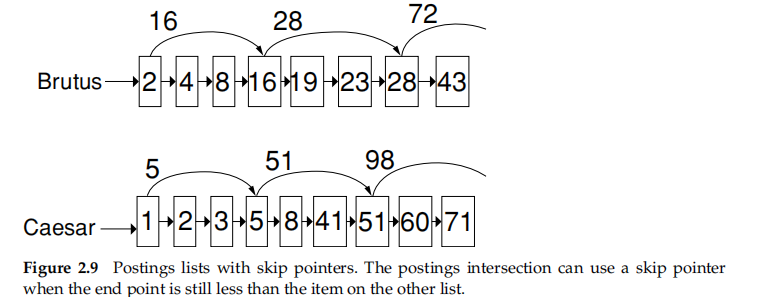 16 28 72
Brutus 2 4 8 16 19 23 28 43
5 51 98
Caesar 1 2 3 5 8 41 51 60 71
Figure 2.9 Postings lists with skip pointers. The postings intersection can use a skip pointer
when the end point is still less than the item on the other list.